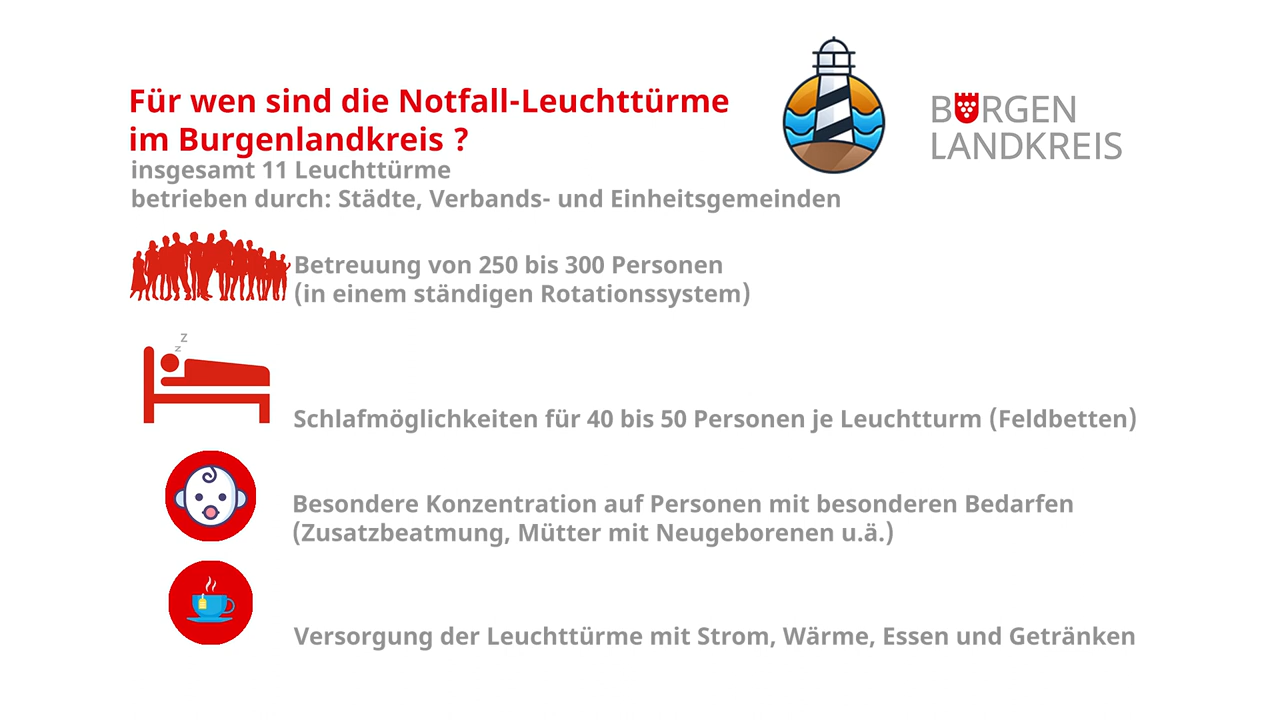 Für wen sind die Notfall-Leuchttürme
im Burgenlandkreis ?
BURGEN
LANDKREIS
insgesamt 11 Leuchttürme
betrieben durch: Städte, Verbands- und Einheitsgemeinden
Betreuung von 250 bis 300 Personen
(in einem ständigen Rotationssystem)
z
z
Schlafmöglichkeiten für 40 bis 50 Personen je Leuchtturm (Feldbetten)
Besondere Konzentration auf Personen mit besonderen Bedarfen
(Zusatzbeatmung, Mütter mit Neugeborenen u.ä.)
Versorgung der Leuchttürme mit Strom, Wärme, Essen und Getränken